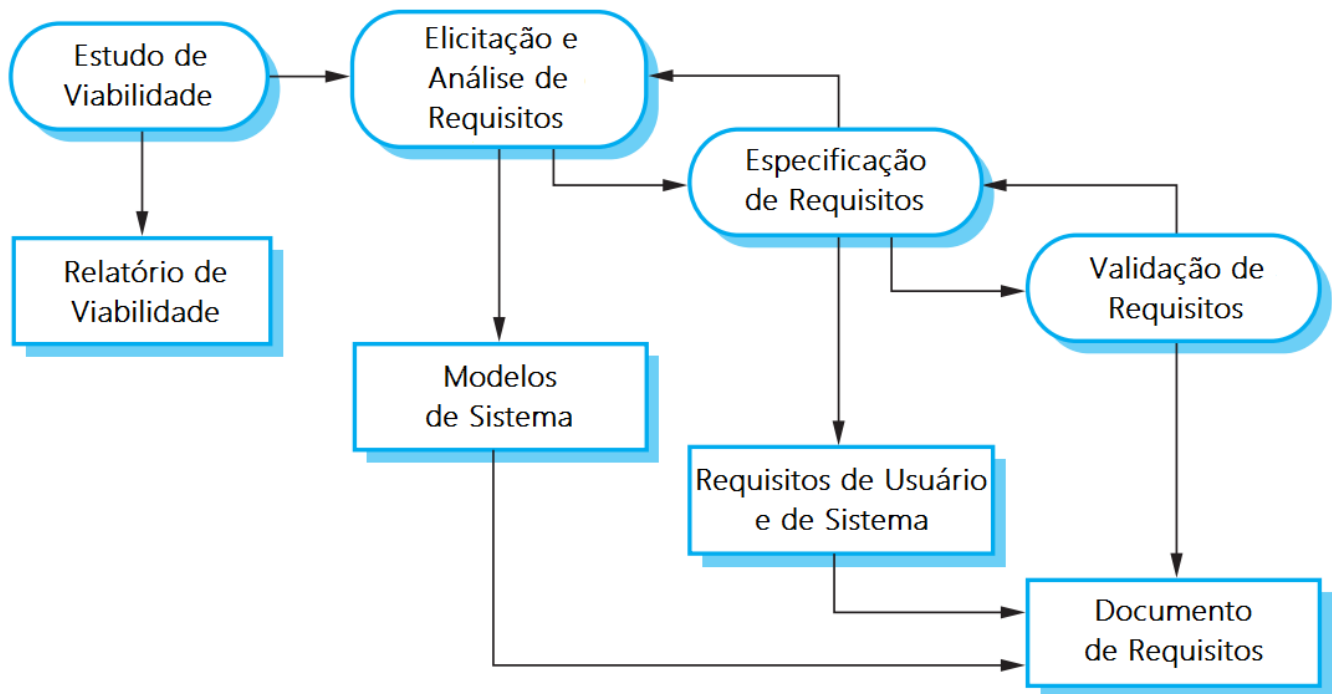 Estudo de
Viabilidade
Elicitação e
Análise de
Requisitos
Especificação
de Requisitos
Validação de
Requisitos
Relatório de
Viabilidade
Modelos
de Sistema
Requisitos de Usuário
e de Sistema
Documento
de Requisitos